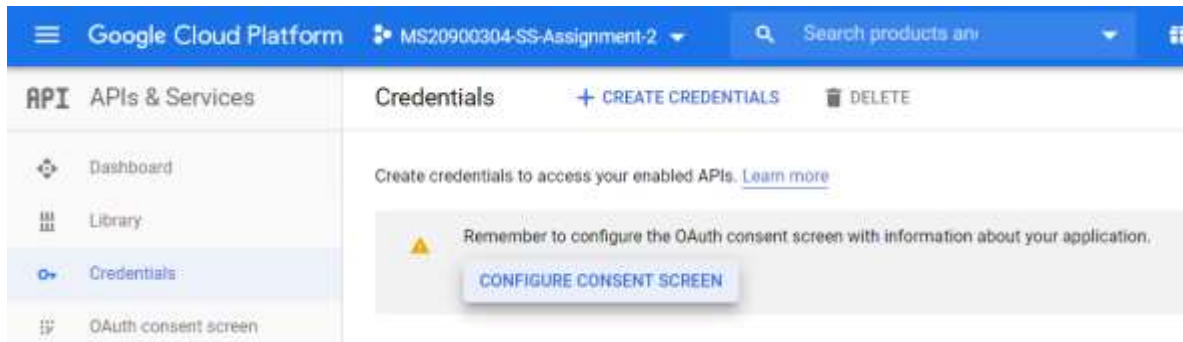 Google Cloud Platform MS20900304-SS-Assignment-2 Search products an
API APIs & Services Credentials + CREATE CREDENTIALS DELETE
Dashboard
Create credentials to access your enabled APIs. Learn more
Library
Remember to configure the OAuth consent screen with information about your application.
Credentials
CONFIGURE CONSENT SCREEN
OAuth consent screen